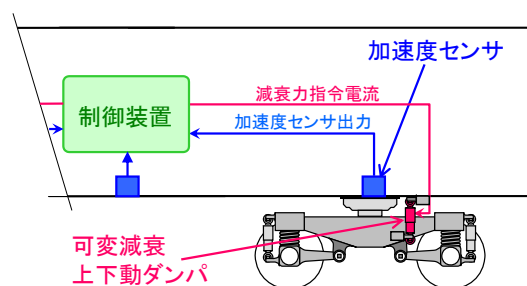 加速度センサ
減衰力指令電流
制御装置
加速度センサ出力
可変減衰
上下動ダンパ